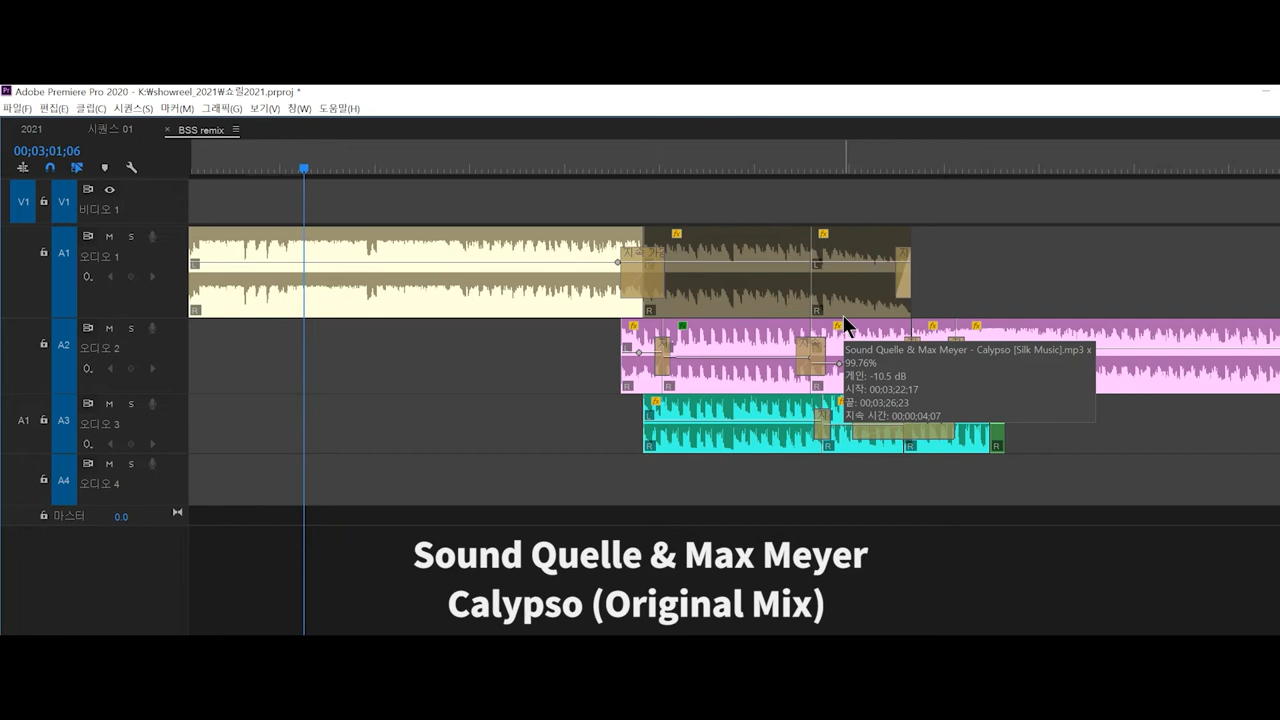 Adobe Premiere Pro 2020 - K:₩showreel_2021₩쇼릴2021.prproj *
파일(F) 편집(E) 클립(C) 시퀀스(S) 마커(M) 그래픽(G) 보기(V) 창(W) 도움말(H)
2021 시퀀스 01 × BSS remix
00;03;01;06
V1 V1 비디오 1
A1 M S
오디오 1
0.
L
R R R
지속 가
A2 M S
오디오 2
0.
L
R R R
A1 A3 M S
오디오 3
0.
L
R R R R
Sound Quelle & Max Meyer - Calypso [Silk Music].mp3 x
99.76%
게인: -10.5 dB
시작: 00;03;22;17
끝: 00;03;26;23
지속 시간: 00;00;04;07
A4 M S
오디오 4
마스터 0.0
Sound Quelle & Max Meyer
Calypso (Original Mix)